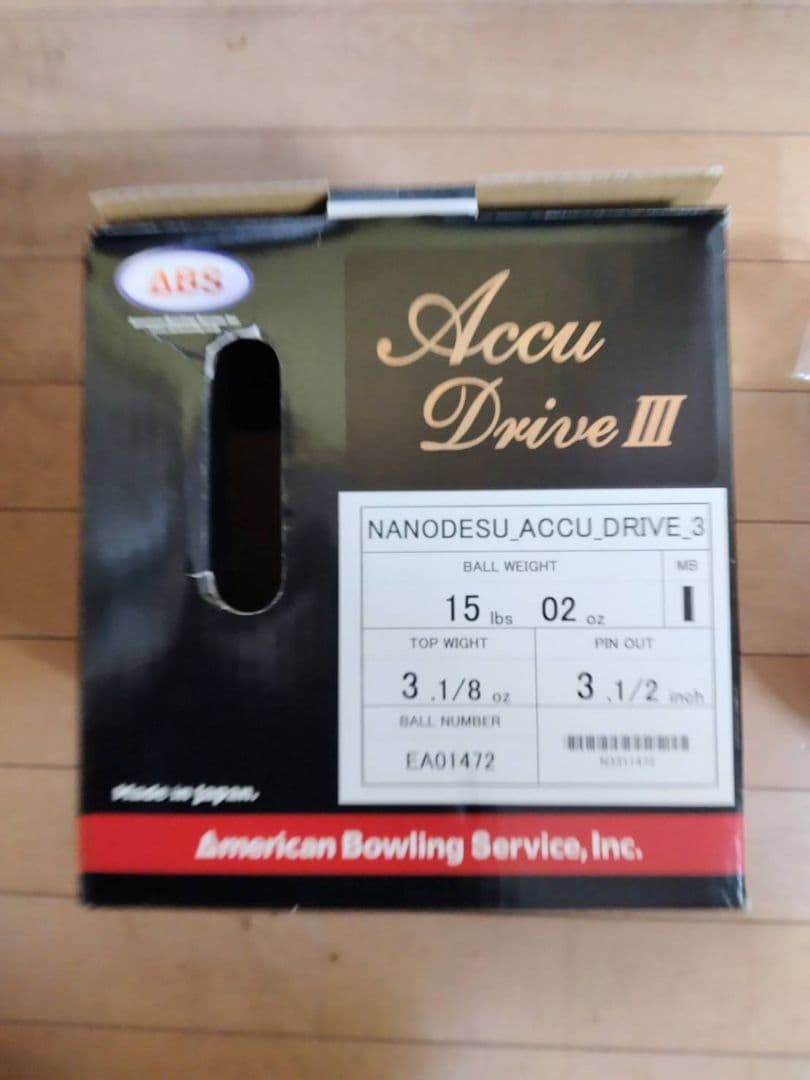 ABS
Accu
Drive III
NANODESU_ACCU_DRIVE_3
BALL WEIGHT
MB
15 lbs 02 oz
I
TOP WIGHT
PIN OUT
3 .1/8 oz
3 .1/2 inch
BALL NUMBER
EA01472
Made in Japan.
American Bowling Service, Inc.